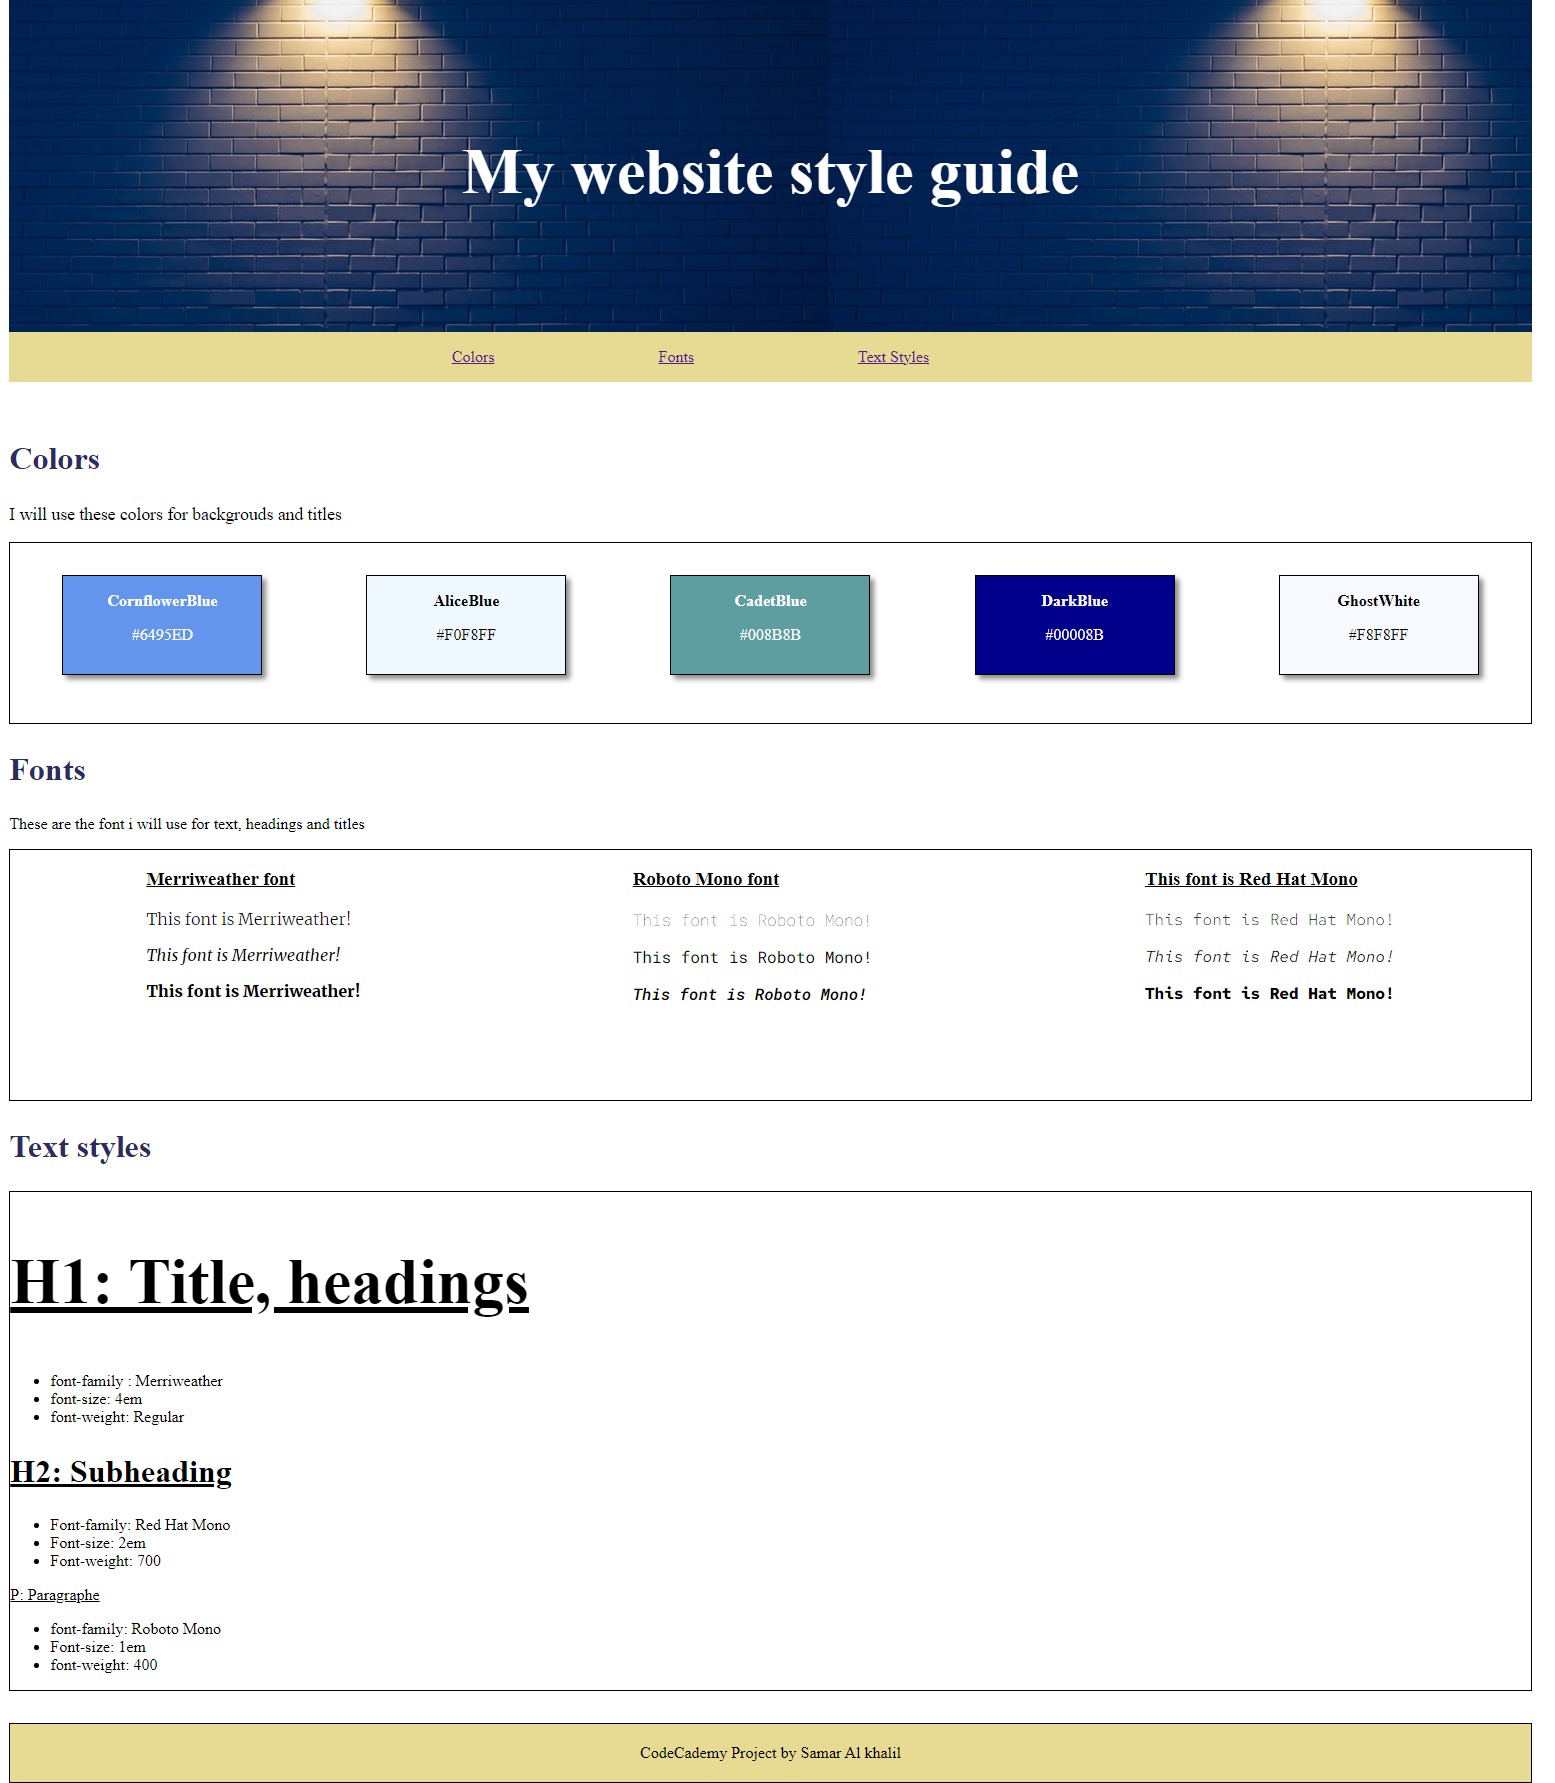 My website style guide
Colors Fonts Text Styles
Colors
I will use these colors for backgrouds and titles
CornflowerBlue
#6495ED
AliceBlue
#F0F8FF
CadetBlue
#008B8B
DarkBlue
#00008B
GhostWhite
#F8F8FF
Fonts
These are the font i will use for text, headings and titles
Merriweather font
This font is Merriweather!
This font is Merriweather!
This font is Merriweather!
Roboto Mono font
This font is Roboto Mono!
This font is Roboto Mono!
This font is Roboto Mono!
This font is Red Hat Mono
This font is Red Hat Mono!
This font is Red Hat Mono!
This font is Red Hat Mono!
Text styles
H1: Title, headings
• font-family : Merriweather
• font-size: 4em
• font-weight: Regular
H2: Subheading
• Font-family: Red Hat Mono
• Font-size: 2em
• Font-weight: 700
P: Paragraphe
• font-family: Roboto Mono
• Font-size: 1em
• font-weight: 400
CodeCademy Project by Samar Al khalil